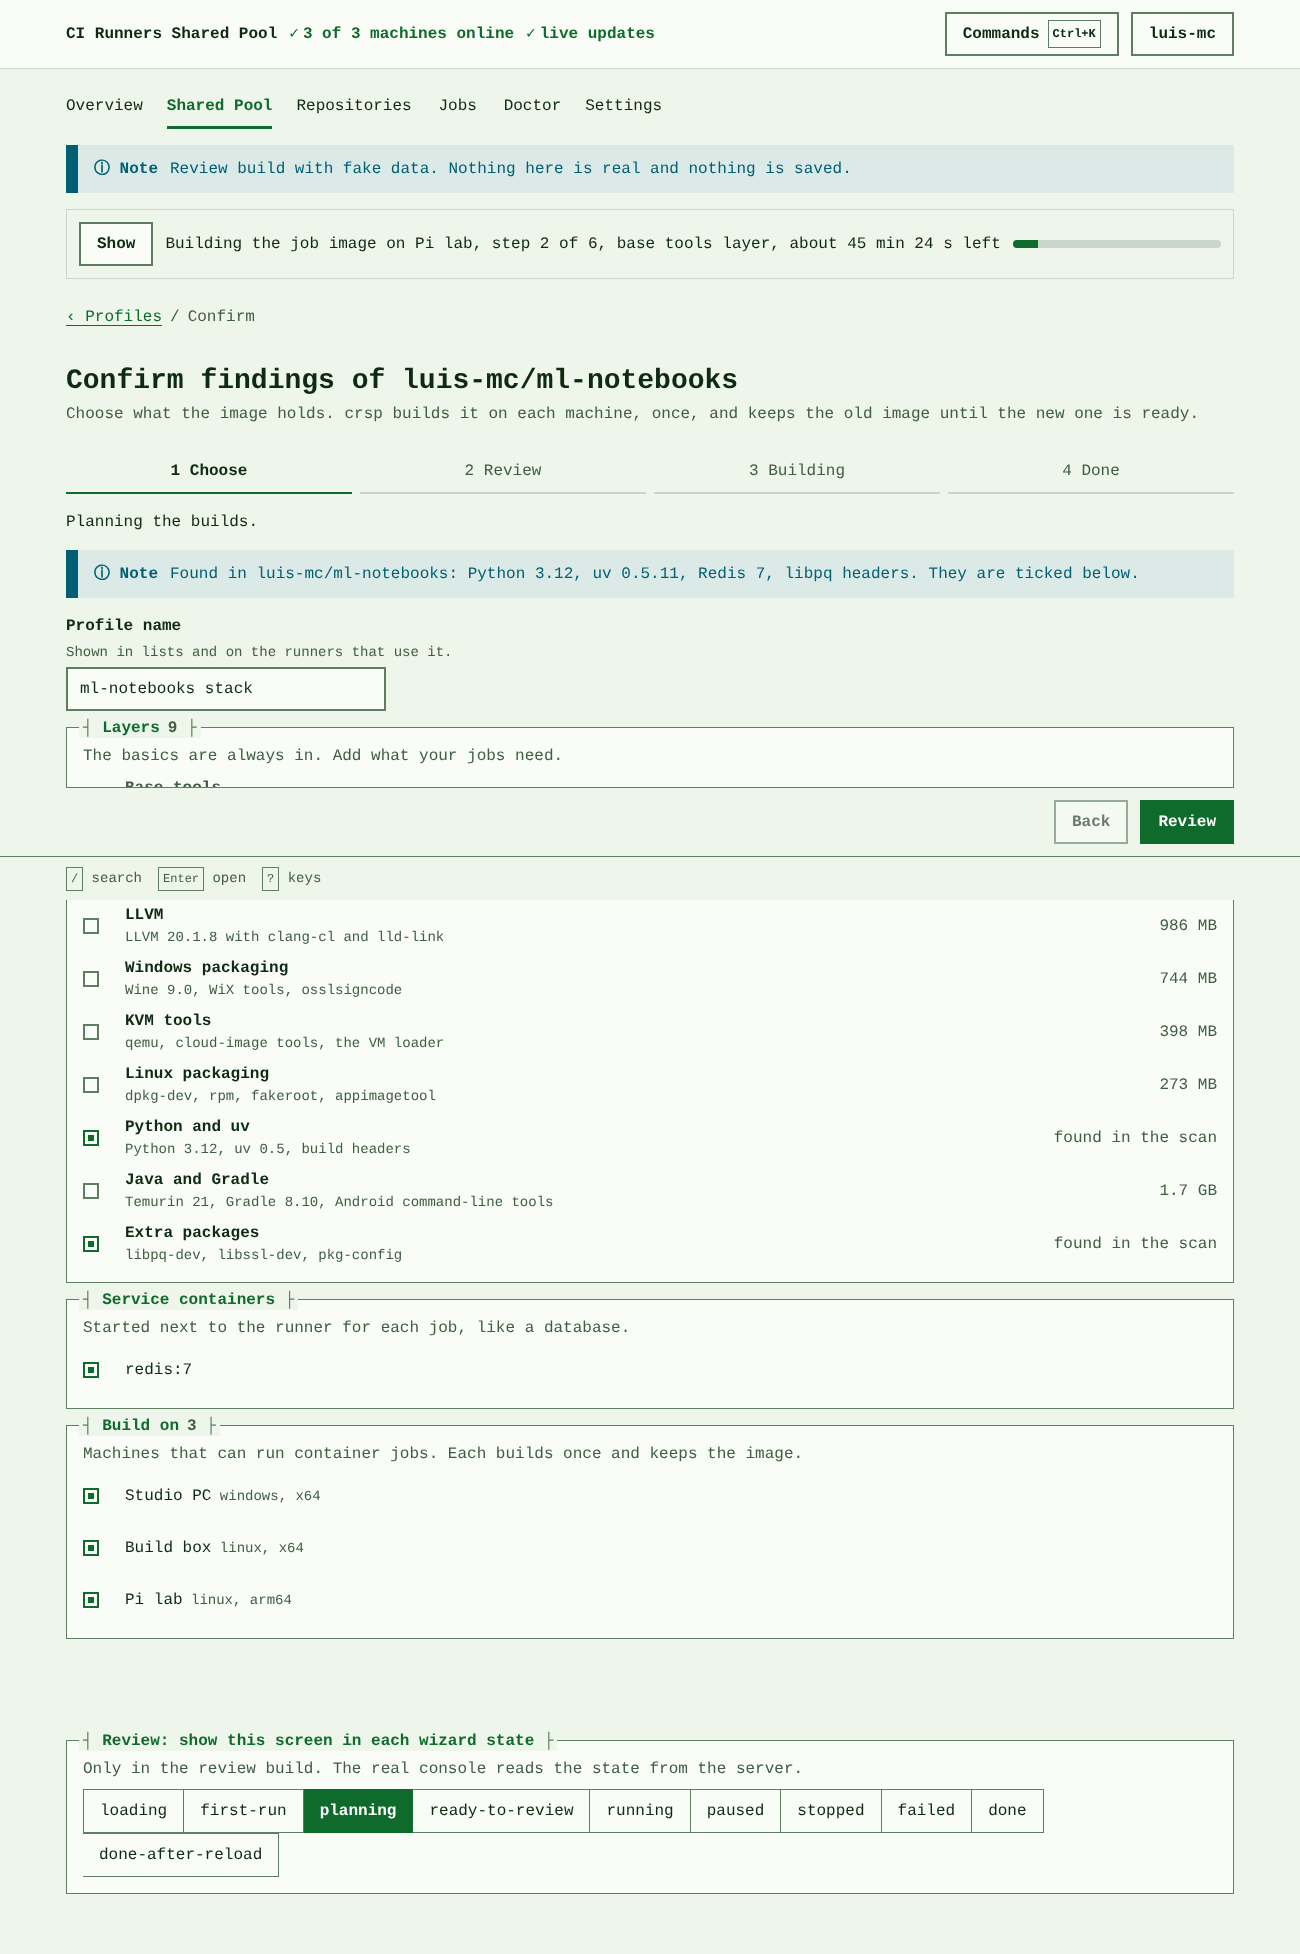 CI Runners Shared Pool ✓ 3 of 3 machines online ✓ live updates
Commands Ctrl+K luis-mc
Overview Shared Pool Repositories Jobs Doctor Settings
ⓘ Note Review build with fake data. Nothing here is real and nothing is saved.
Show Building the job image on Pi lab, step 2 of 6, base tools layer, about 45 min 24 s left
‹ Profiles / Confirm
Confirm findings of luis-mc/ml-notebooks
Choose what the image holds. crsp builds it on each machine, once, and keeps the old image until the new one is ready.
1 Choose 2 Review 3 Building 4 Done
Planning the builds.
ⓘ Note Found in luis-mc/ml-notebooks: Python 3.12, uv 0.5.11, Redis 7, libpq headers. They are ticked below.
Profile name
Shown in lists and on the runners that use it.
ml-notebooks stack
Layers 9
The basics are always in. Add what your jobs need.
Base tools
Back Review
/ search Enter open ? keys
LLVM
LLVM 20.1.8 with clang-cl and lld-link
986 MB
Windows packaging
Wine 9.0, WiX tools, osslsigncode
744 MB
KVM tools
qemu, cloud-image tools, the VM loader
398 MB
Linux packaging
dpkg-dev, rpm, fakeroot, appimagetool
273 MB
Python and uv
Python 3.12, uv 0.5, build headers
found in the scan
Java and Gradle
Temurin 21, Gradle 8.10, Android command-line tools
1.7 GB
Extra packages
libpq-dev, libssl-dev, pkg-config
found in the scan
Service containers
Started next to the runner for each job, like a database.
redis:7
Build on 3
Machines that can run container jobs. Each builds once and keeps the image.
Studio PC windows, x64
Build box linux, x64
Pi lab linux, arm64
Review: show this screen in each wizard state
Only in the review build. The real console reads the state from the server.
loading first-run planning ready-to-review running paused stopped failed done
done-after-reload